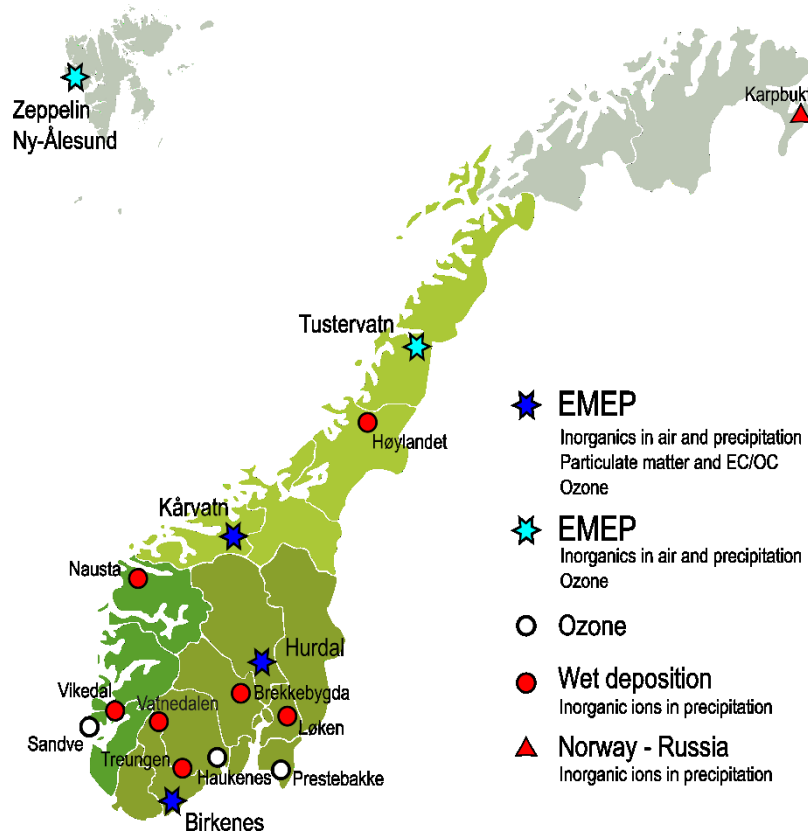 Zeppelin
Ny-Ålesund
Karpbukt
Tustervatn
Høylandet
Kårvatn
Nausta
Hurdal
Vikedal
Vatnedalen
Brekkebygda
Sandve
Løken
Treungen
Haukenes
Prestebakke
Birkenes
EMEP
Inorganics in air and precipitation
Particulate matter and EC/OC
Ozone
EMEP
Inorganics in air and precipitation
Ozone
Ozone
Wet deposition
Inorganic ions in precipitation
Norway - Russia
Inorganic ions in precipitation